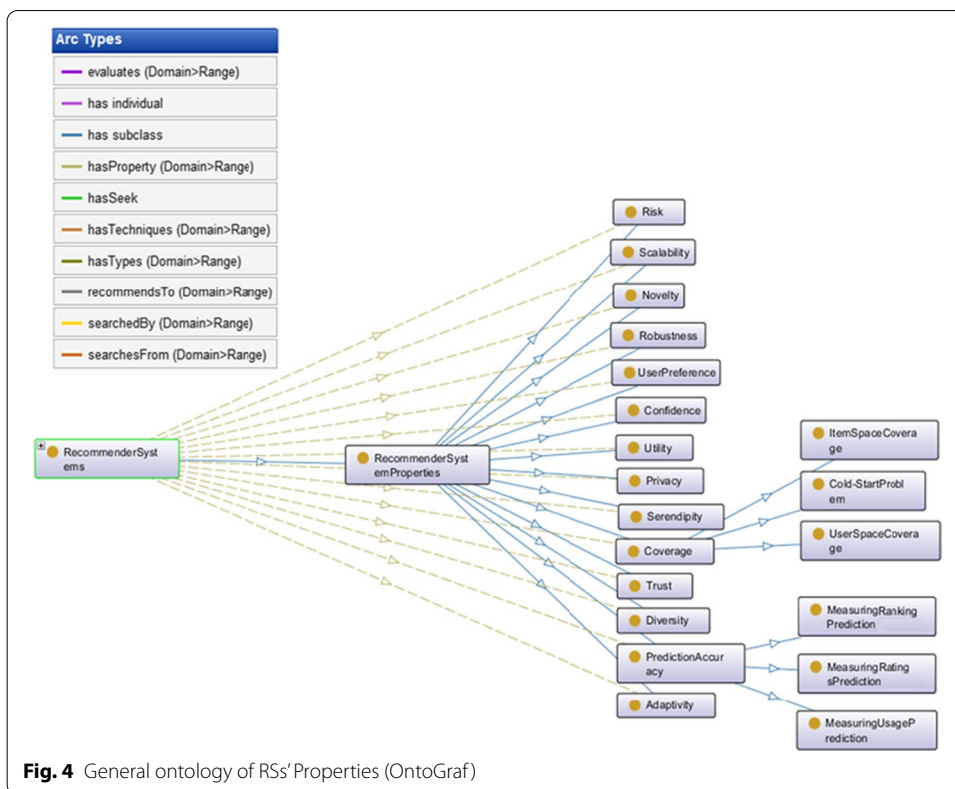 Arc Types
evaluates (Domain>Range)
has individual
has subclass
hasProperty (Domain>Range)
hasSeek
hasTechniques (Domain>Range)
hasTypes (Domain>Range)
recommendsTo (Domain>Range)
searchedBy (Domain>Range)
searchesFrom (Domain>Range)
RecommenderSyst
ems
RecommenderSyst
emProperties
Risk
Scalability
Novelty
Robustness
UserPreference
Confidence
Utility
Privacy
Serendipity
Coverage
Trust
Diversity
PredictionAccur
acy
Adaptivity
ItemSpaceCovera
ge
Cold-StartProbl
em
UserSpaceCovera
ge
MeasuringRanking
Prediction
MeasuringRating
sPrediction
MeasuringUsageP
rediction
Fig. 4 General ontology of RSs' Properties (OntoGraf)